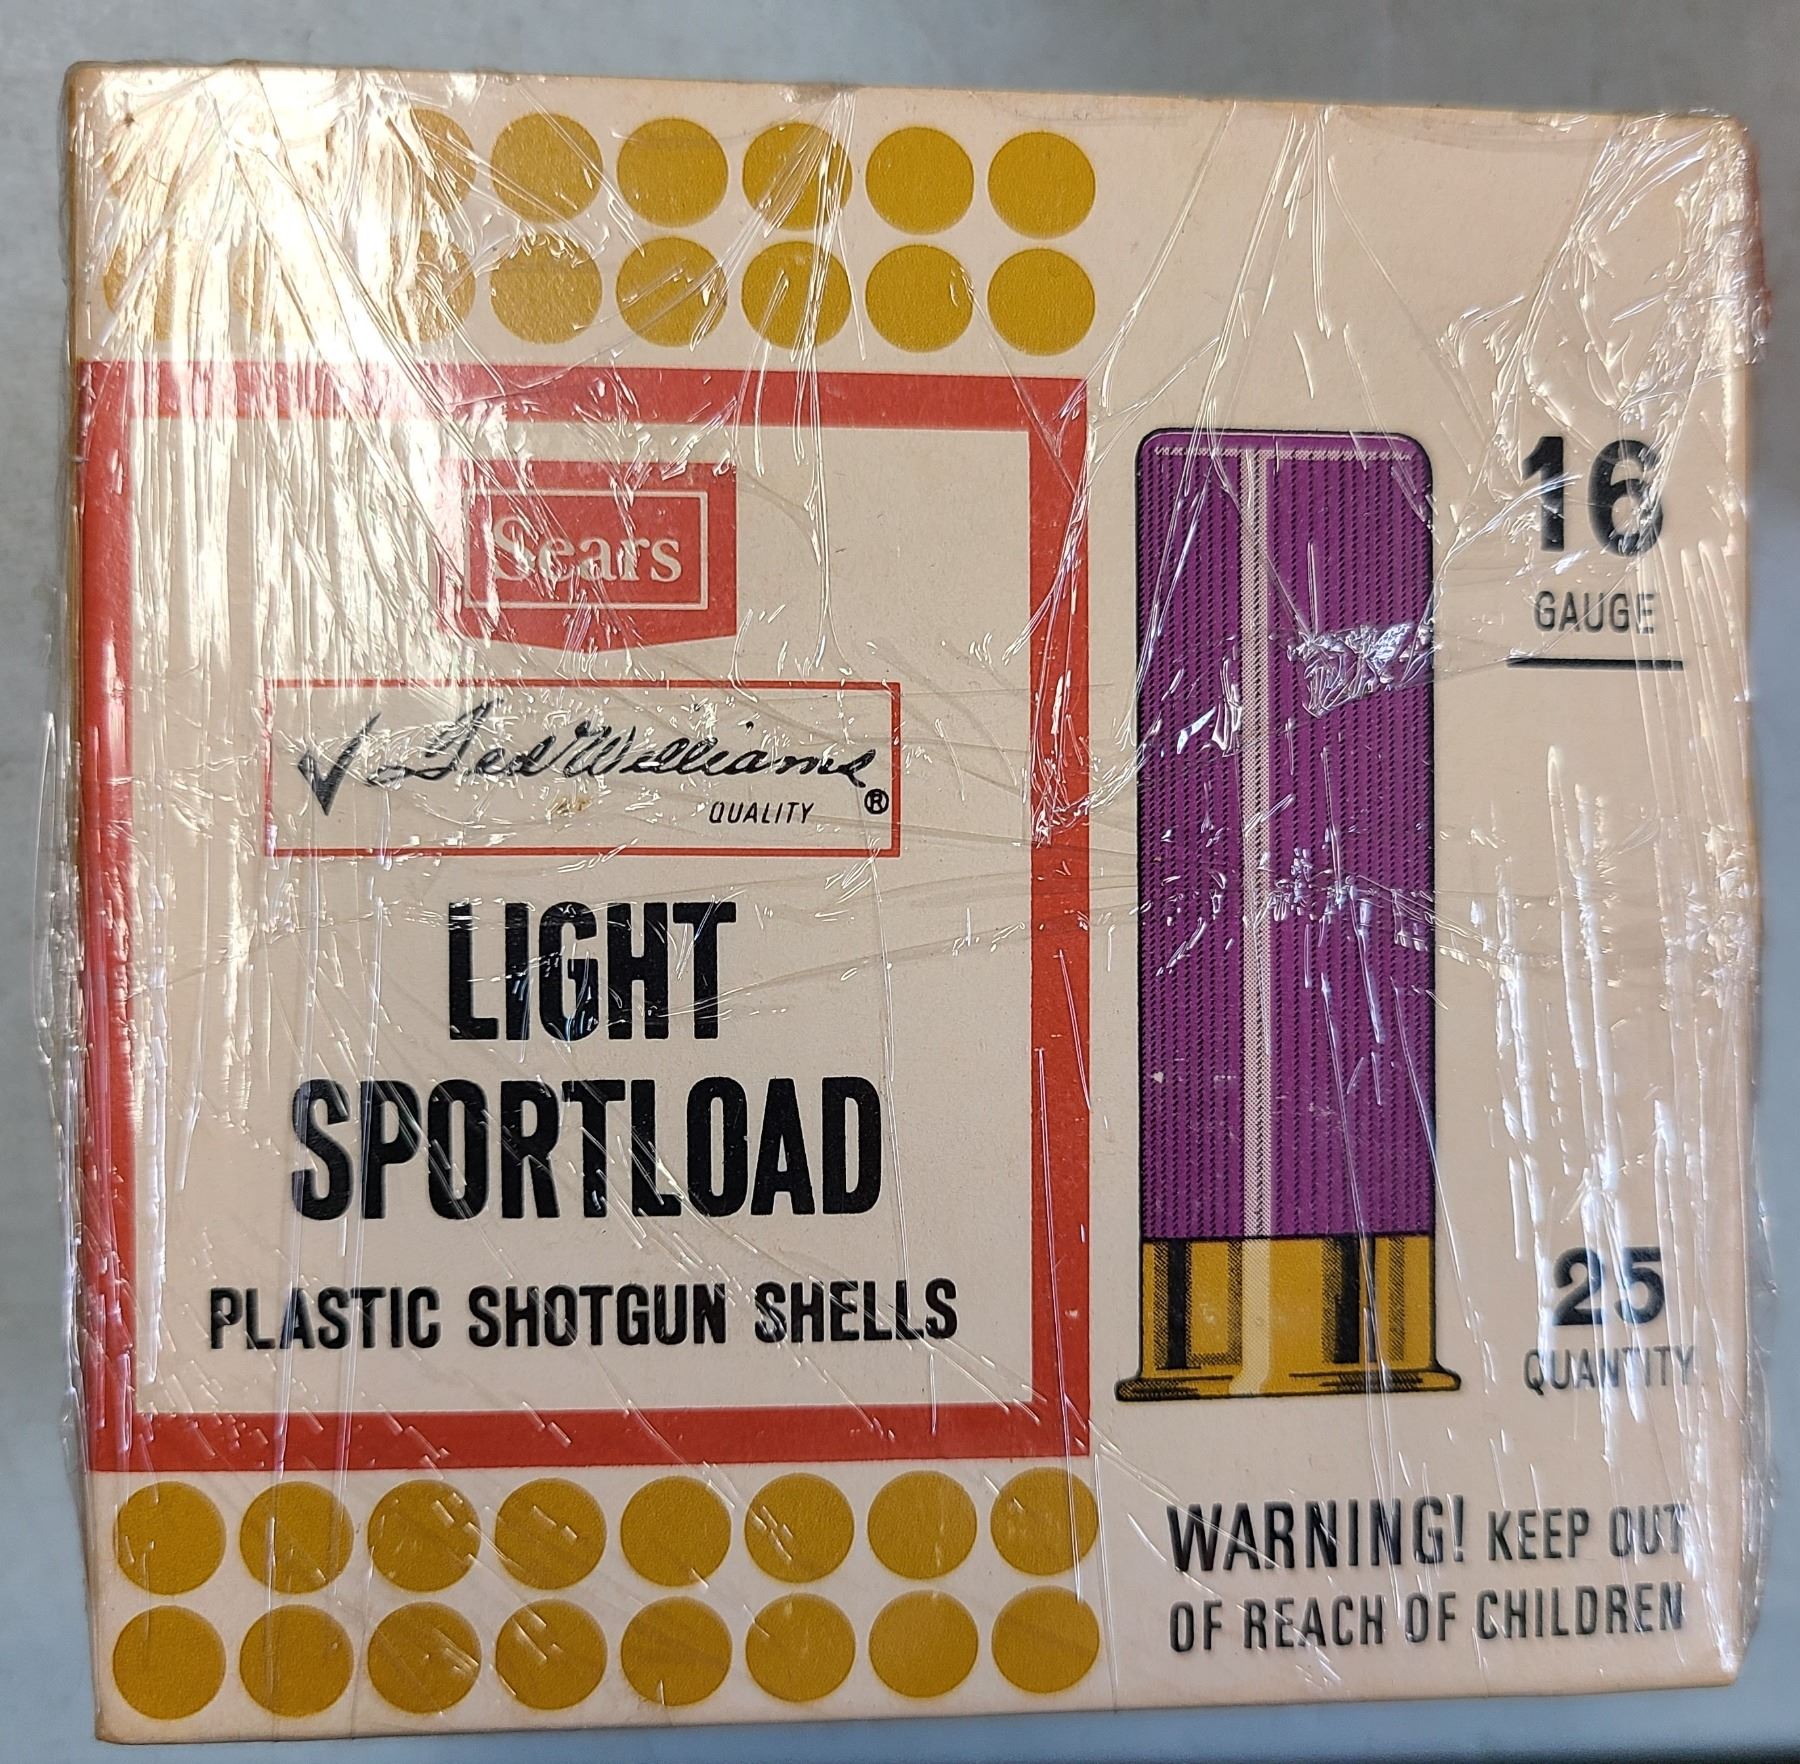 Sears
✓ Ted Williams
QUALITY ®
LIGHT
SPORTLOAD
PLASTIC SHOTGUN SHELLS
16
GAUGE
25
QUANTITY
WARNING! KEEP OUT
OF REACH OF CHILDREN